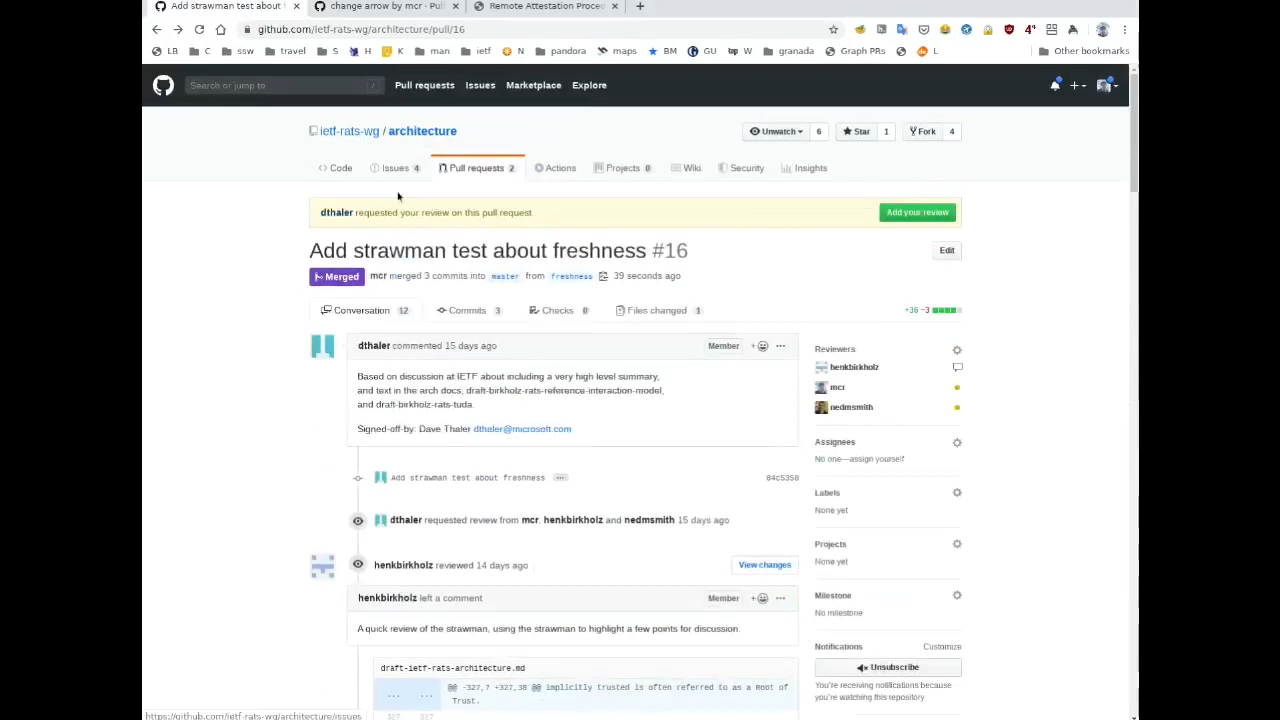 Add strawman test about f
change arrow by mcr · Pull
Remote Attestation Proce
github.com/ietf-rats-wg/architecture/pull/16
LB C ssw travel S H K man ietf N pandora maps BM GU W granada Graph PRs L Other bookmarks
Search or jump to / Pull requests Issues Marketplace Explore
ietf-rats-wg / architecture Unwatch 6 Star 1 Fork 4
Code Issues 4 Pull requests 2 Actions Projects 0 Wiki Security Insights
dthaler requested your review on this pull request Add your review
Add strawman test about freshness #16 Edit
Merged mcr merged 3 commits into master from freshness 39 seconds ago
Conversation 12 Commits 3 Checks 0 Files changed 1 +36 −3
dthaler commented 15 days ago Member
Based on discussion at IETF about including a very high level summary,
and text in the arch docs, draft-birkholz-rats-reference-interaction-model,
and draft-birkholz-rats-tuda.
Signed-off-by: Dave Thaler dthaler@microsoft.com
Add strawman test about freshness ... 84c5358
dthaler requested review from mcr, henkbirkholz and nedmsmith 15 days ago
henkbirkholz reviewed 14 days ago View changes
henkbirkholz left a comment Member
A quick review of the strawman, using the strawman to highlight a few points for discussion.
draft-ietf-rats-architecture.md
... ... @@ -327,7 +327,38 @@ implicitly trusted is often referred to as a Root of
Trust.
327 327
Reviewers
henkbirkholz
mcr
nedmsmith
Assignees
No one—assign yourself
Labels
None yet
Projects
None yet
Milestone
No milestone
Notifications Customize
Unsubscribe
You're receiving notifications because
you're watching this repository
https://github.com/ietf-rats-wg/architecture/issues